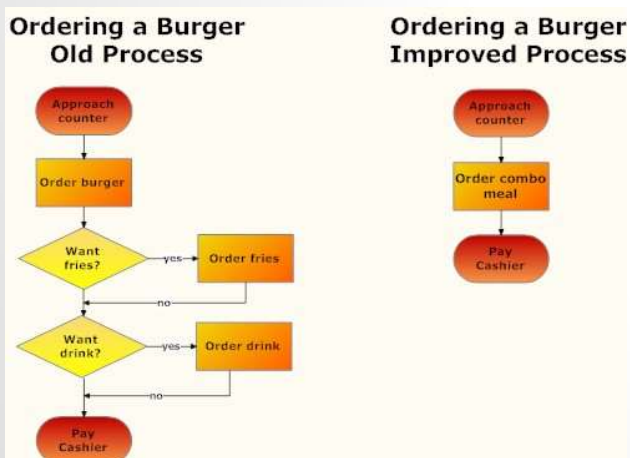 Ordering a Burger
Old Process
Approach
counter
Order burger
Want
fries?
yes
Order fries
no
Want
drink?
yes
Order drink
no
Pay
Cashier
Ordering a Burger
Improved Process
Approach
counter
Order combo
meal
Pay
Cashier